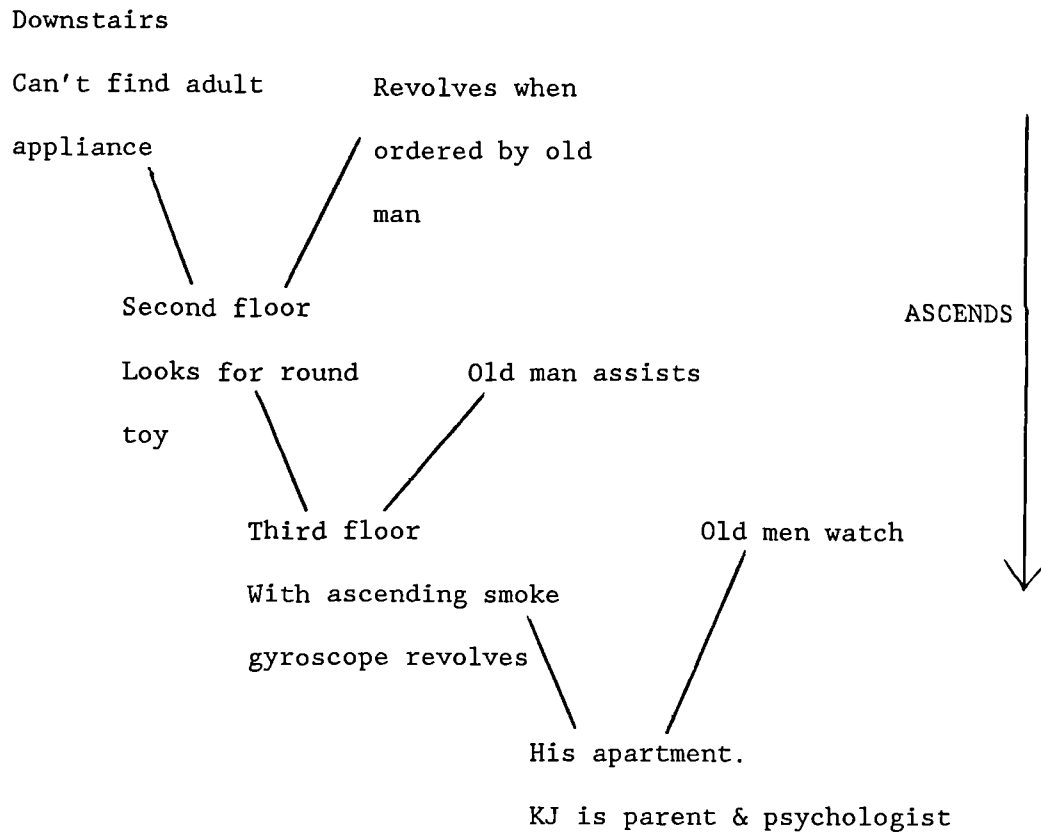 Downstairs
Can't find adult
appliance
Revolves when
ordered by old
man
Second floor
Looks for round
toy
Old man assists
ASCENDS
Third floor
With ascending smoke
gyroscope revolves
Old men watch
His apartment.
KJ is parent & psychologist